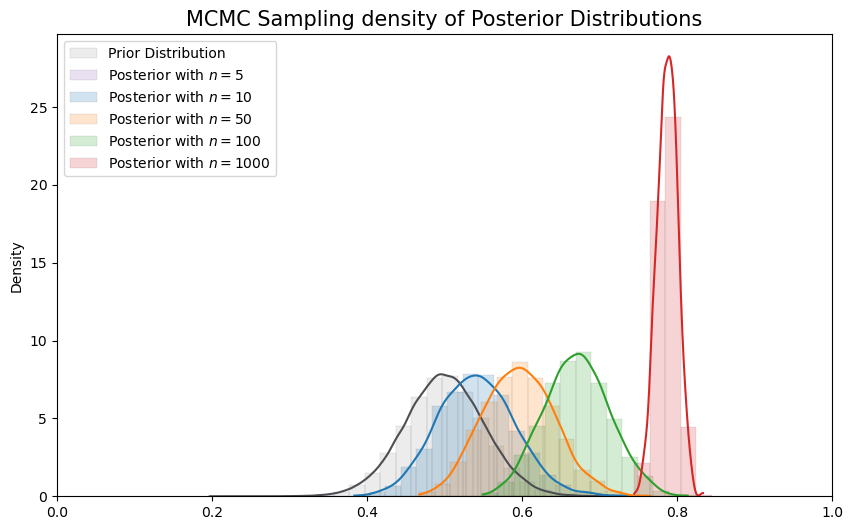 MCMC Sampling density of Posterior Distributions
Prior Distribution
Posterior with n = 5
Posterior with n = 10
Posterior with n = 50
Posterior with n = 100
Posterior with n = 1000
Density
25
20
15
10
5
0
0.0 0.2 0.4 0.6 0.8 1.0